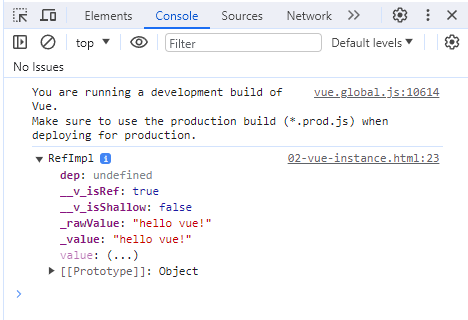 Elements Console Sources Network
top Filter Default levels
No Issues
You are running a development build of vue.global.js:10614
Vue.
Make sure to use the production build (*.prod.js) when
deploying for production.
RefImpl i 02-vue-instance.html:23
dep: undefined
__v_isRef: true
__v_isShallow: false
_rawValue: "hello vue!"
_value: "hello vue!"
value: (...)
[[Prototype]]: Object